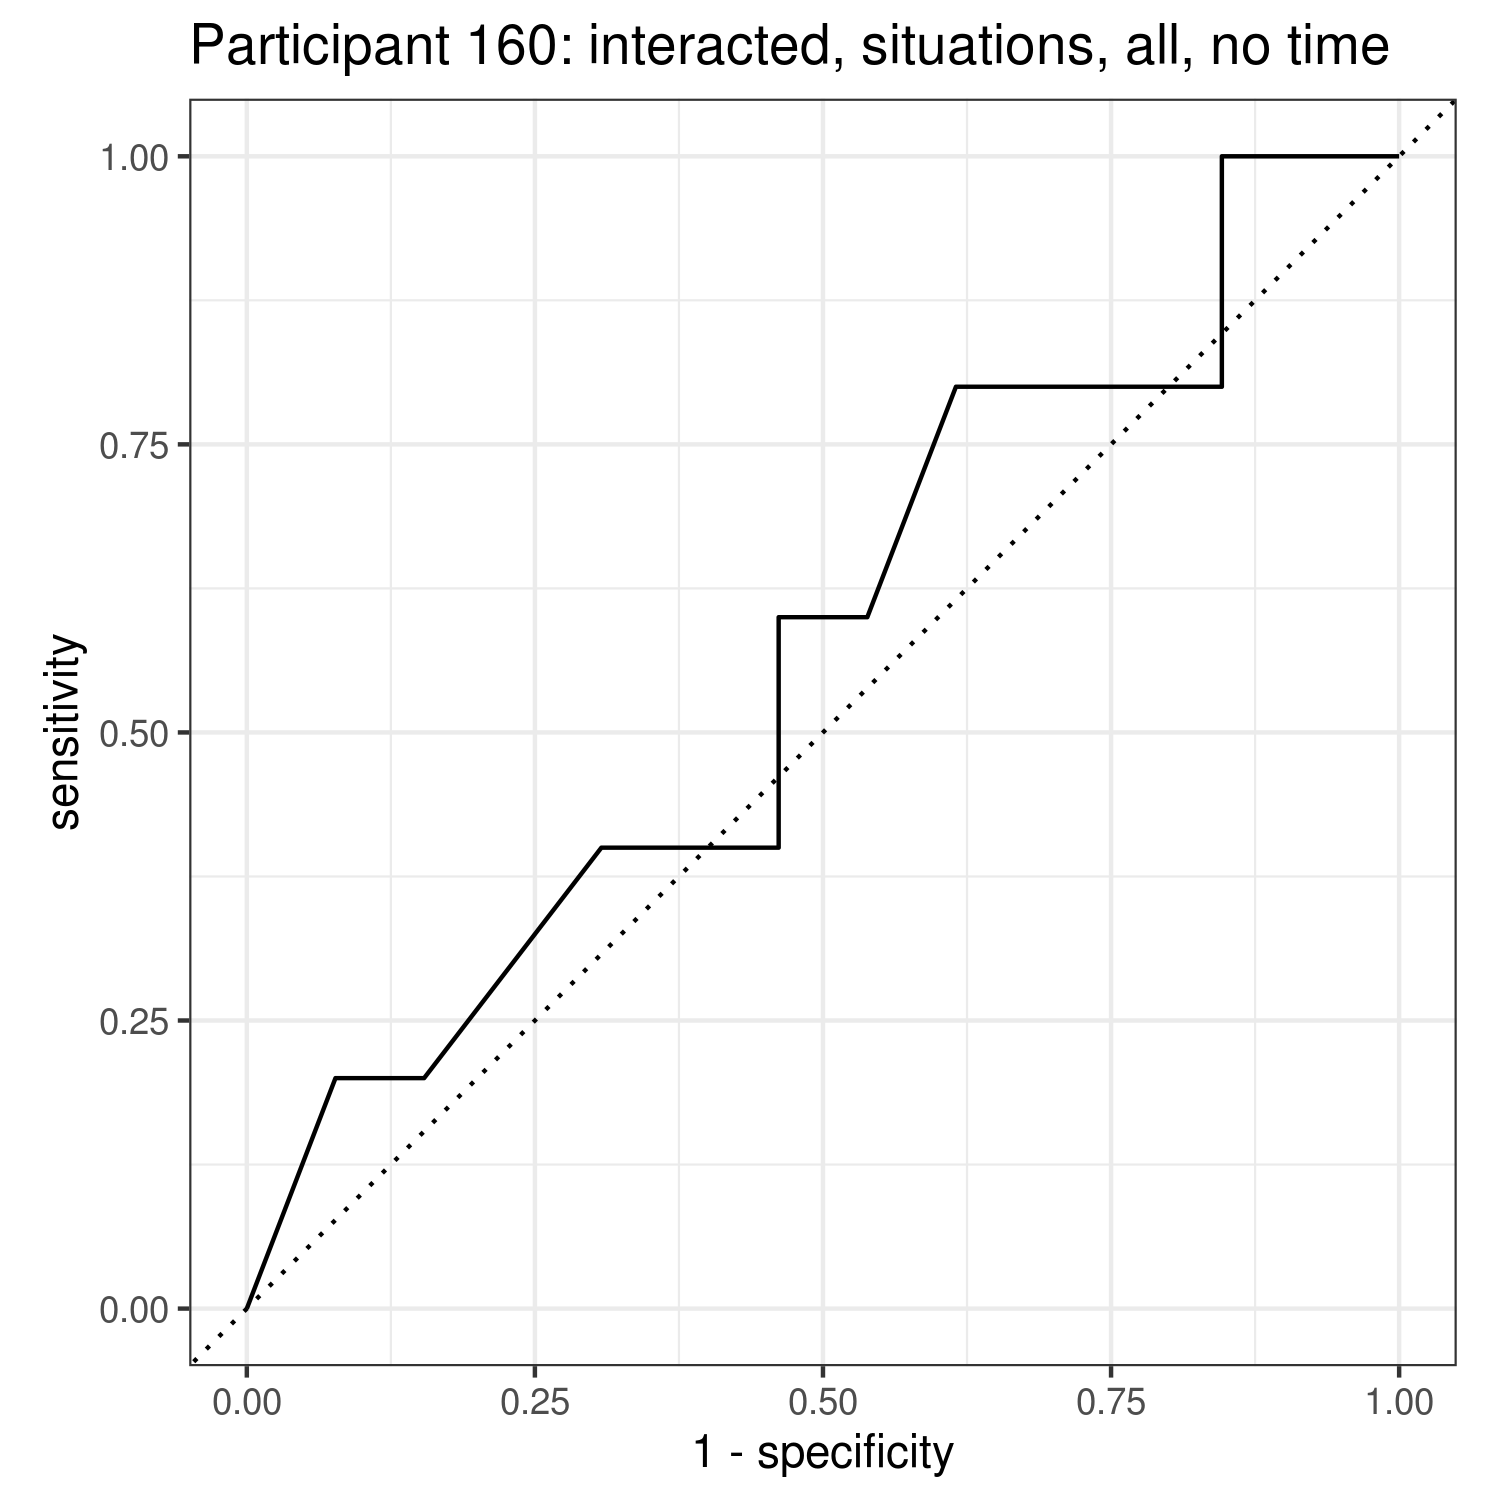 Participant 160: interacted, situations, all, no time
1.00
0.75
0.50
0.25
0.00
sensitivity
0.00 0.25 0.50 0.75 1.00
1 - specificity